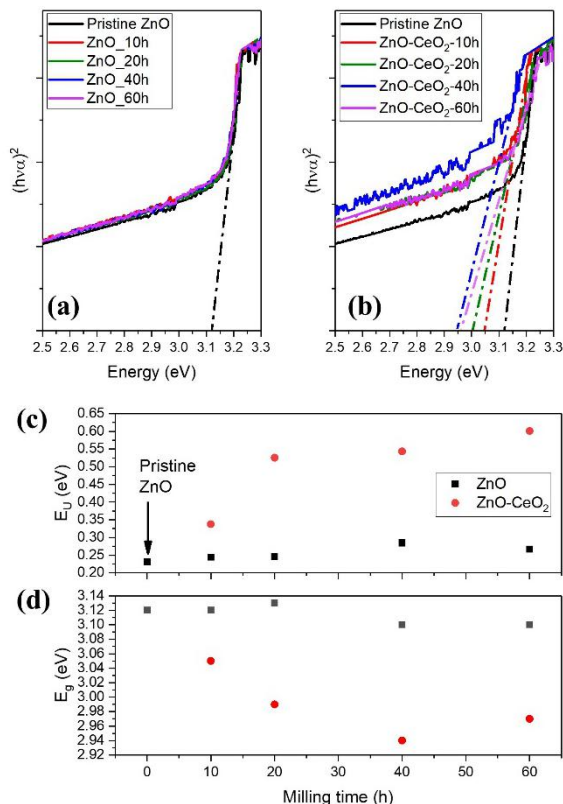 Pristine ZnO
ZnO_10h
ZnO_20h
ZnO_40h
ZnO_60h
(hνα)²
(a)
2.5 2.6 2.7 2.8 2.9 3.0 3.1 3.2 3.3
Energy (eV)
Pristine ZnO
ZnO-CeO₂-10h
ZnO-CeO₂-20h
ZnO-CeO₂-40h
ZnO-CeO₂-60h
(hνα)²
(b)
2.5 2.6 2.7 2.8 2.9 3.0 3.1 3.2 3.3
Energy (eV)
(c)
E_U (eV)
0.65
0.60
0.55
0.50
0.45
0.40
0.35
0.30
0.25
0.20
Pristine
ZnO
ZnO
ZnO-CeO₂
(d)
E_g (eV)
3.14
3.12
3.10
3.08
3.06
3.04
3.02
3.00
2.98
2.96
2.94
2.92
0 10 20 30 40 50 60
Milling time (h)